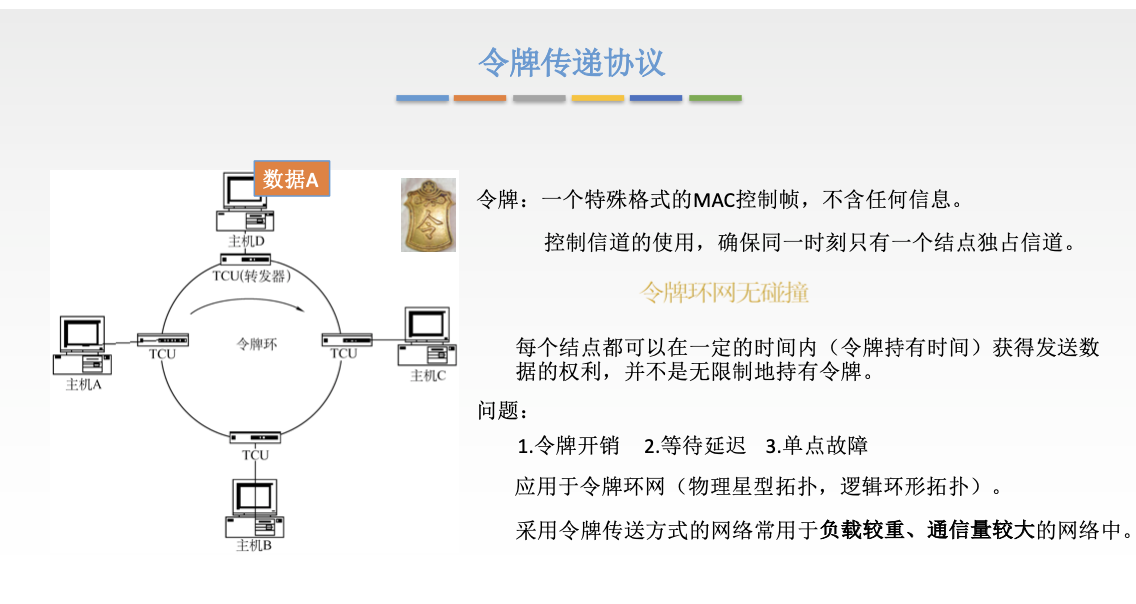 令牌传递协议
数据A
主机D
TCU(转发器)
令牌环
TCU
TCU
主机A
主机C
TCU
主机B
令
令牌：一个特殊格式的MAC控制帧，不含任何信息。
控制信道的使用，确保同一时刻只有一个结点独占信道。
令牌环网无碰撞
每个结点都可以在一定的时间内（令牌持有时间）获得发送数
据的权利，并不是无限制地持有令牌。
问题：
1.令牌开销 2.等待延迟 3.单点故障
应用于令牌环网（物理星型拓扑，逻辑环形拓扑）。
采用令牌传送方式的网络常用于负载较重、通信量较大的网络中。